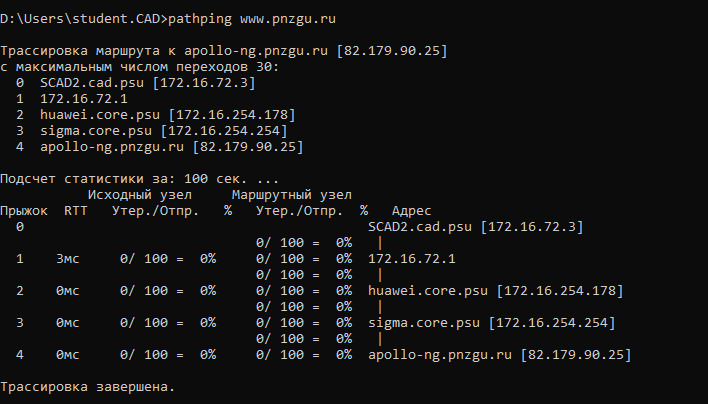 D:\Users\student.CAD>pathping www.pnzgu.ru
Трассировка маршрута к apollo-ng.pnzgu.ru [82.179.90.25]
с максимальным числом переходов 30:
  0  SCAD2.cad.psu [172.16.72.3]
  1  172.16.72.1
  2  huawei.core.psu [172.16.254.178]
  3  sigma.core.psu [172.16.254.254]
  4  apollo-ng.pnzgu.ru [82.179.90.25]
Подсчет статистики за: 100 сек. ...
           Исходный узел     Маршрутный узел
Прыжок  RTT   Утер./Отпр.   %   Утер./Отпр.  %   Адрес
  0                                           SCAD2.cad.psu [172.16.72.3]
                                0/ 100 =  0%   |
  1    3мс     0/ 100 =  0%     0/ 100 =  0%  172.16.72.1
                                0/ 100 =  0%   |
  2    0мс     0/ 100 =  0%     0/ 100 =  0%  huawei.core.psu [172.16.254.178]
                                0/ 100 =  0%   |
  3    0мс     0/ 100 =  0%     0/ 100 =  0%  sigma.core.psu [172.16.254.254]
                                0/ 100 =  0%   |
  4    0мс     0/ 100 =  0%     0/ 100 =  0%  apollo-ng.pnzgu.ru [82.179.90.25]
Трассировка завершена.